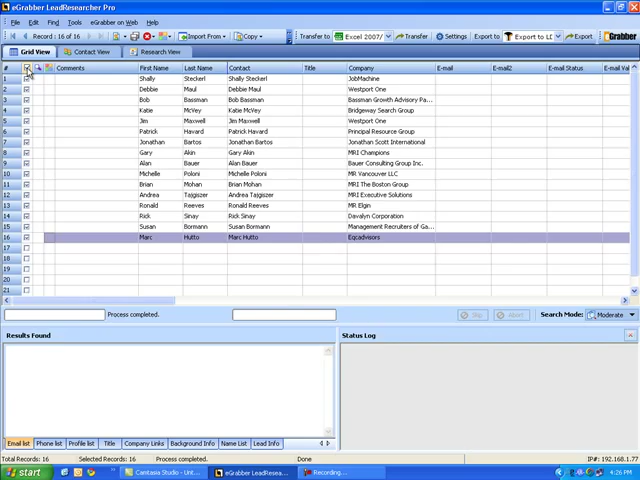 eGrabber LeadResearcher Pro
File Edit Find Tools eGrabber on Web Help
Record : 16 of 16 Import From Copy Transfer to Excel 2007/ Transfer Settings Export to Export to LD Export eGrabber
Grid View Contact View Research View
# Comments First Name Last Name Contact Title Company E-mail E-mail2 E-mail Status E-mail Val
1 Shally Steckerl Shally Steckerl JobMachine
2 Debbie Maul Debbie Maul Westport One
3 Bob Bassman Bob Bassman Bassman Growth Advisory Pa...
4 Katie McVity Katie McVity Bridgeway Search Group
5 Jim Maxwell Jim Maxwell Westport One
6 Patrick Havard Patrick Havard Principal Resource Group
7 Jonathan Bartos Jonathan Bartos Jonathan Scott International
8 Gary Akin Gary Akin MRI Champions
9 Alan Bauer Alan Bauer Bauer Consulting Group Inc.
10 Michelle Poloni Michelle Poloni MR Vancouver LLC
11 Brian Mohan Brian Mohan MRI The Boston Group
12 Andrea Tajgiszer Andrea Tajgiszer MRI Executive Solutions
13 Ronald Reeves Ronald Reeves MR Elgin
14 Rick Sinay Rick Sinay Davalyn Corporation
15 Susan Bormann Susan Bormann Management Recruiters of Ga...
16 Marc Hutto Marc Hutto Eqcadvisors
17
18
19
20
21
Process completed. Skip Abort Search Mode: Moderate
Results Found Status Log
Email list Phone list Profile list Title Company Links Background Info Name List Lead Info
Total Records: 16 Selected Records: 16 Process completed. Done IP#: 192.168.1.77
start Camtasia Studio - Unt... eGrabber LeadResea... Recording... 4:26 PM